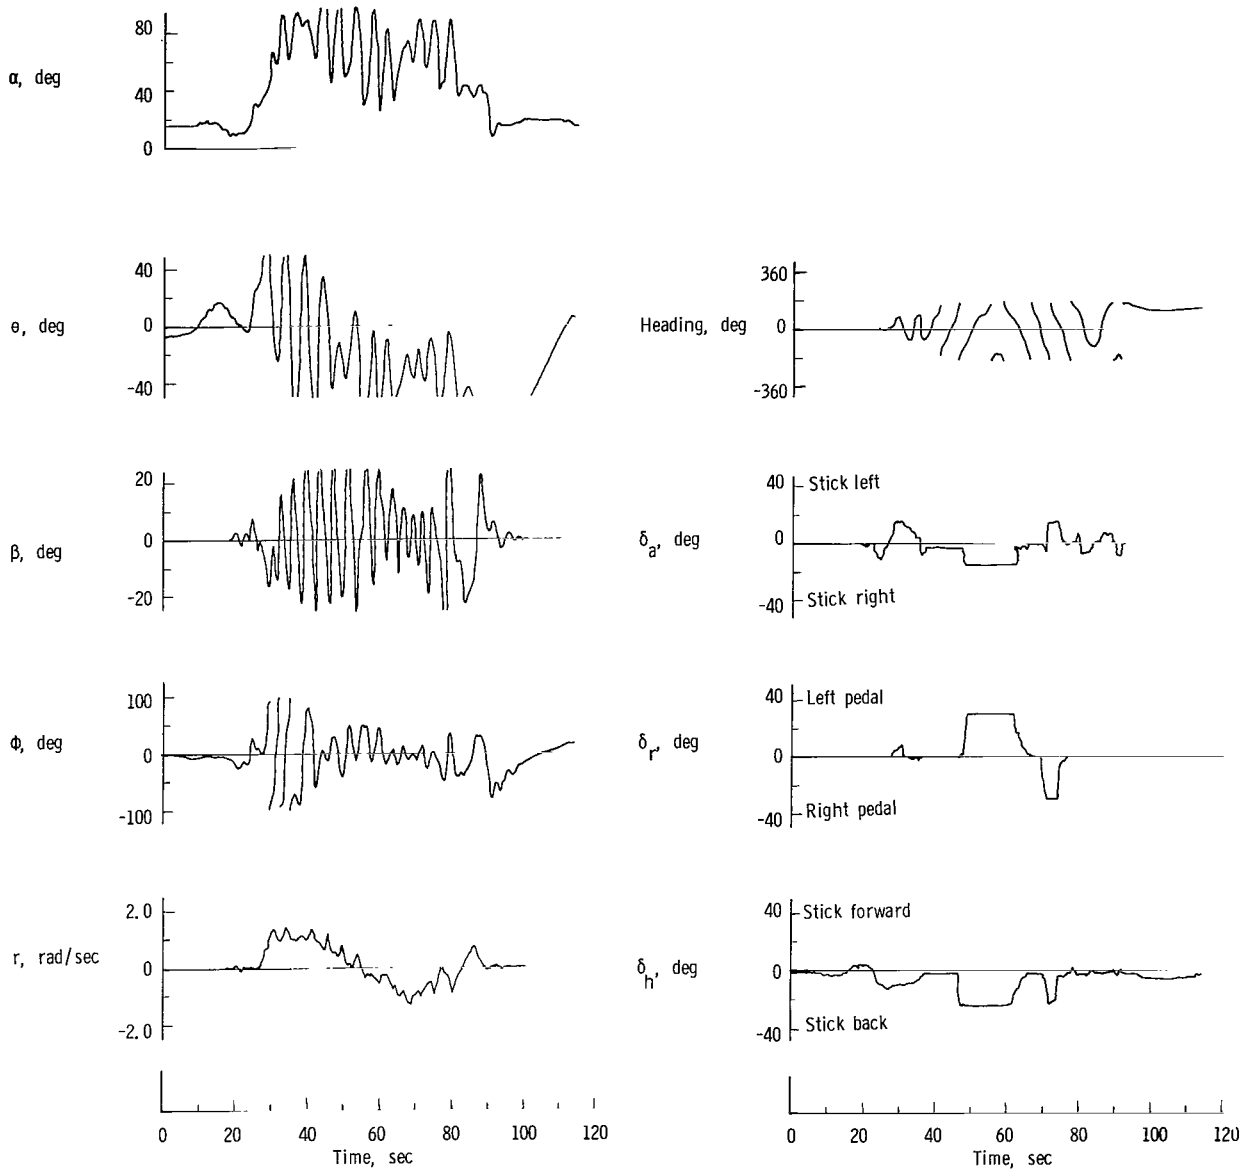 80
α, deg
40
0
40
θ, deg
0
-40
20
β, deg
0
-20
100
Φ, deg
0
-100
2.0
r, rad/sec
0
-2.0
0 20 40 60 80 100 120
Time, sec
360
Heading, deg
0
-360
40
Stick left
δa, deg
0
-40
Stick right
40
Left pedal
δr, deg
0
-40
Right pedal
40
Stick forward
δh, deg
0
-40
Stick back
0 20 40 60 80 100 120
Time, sec